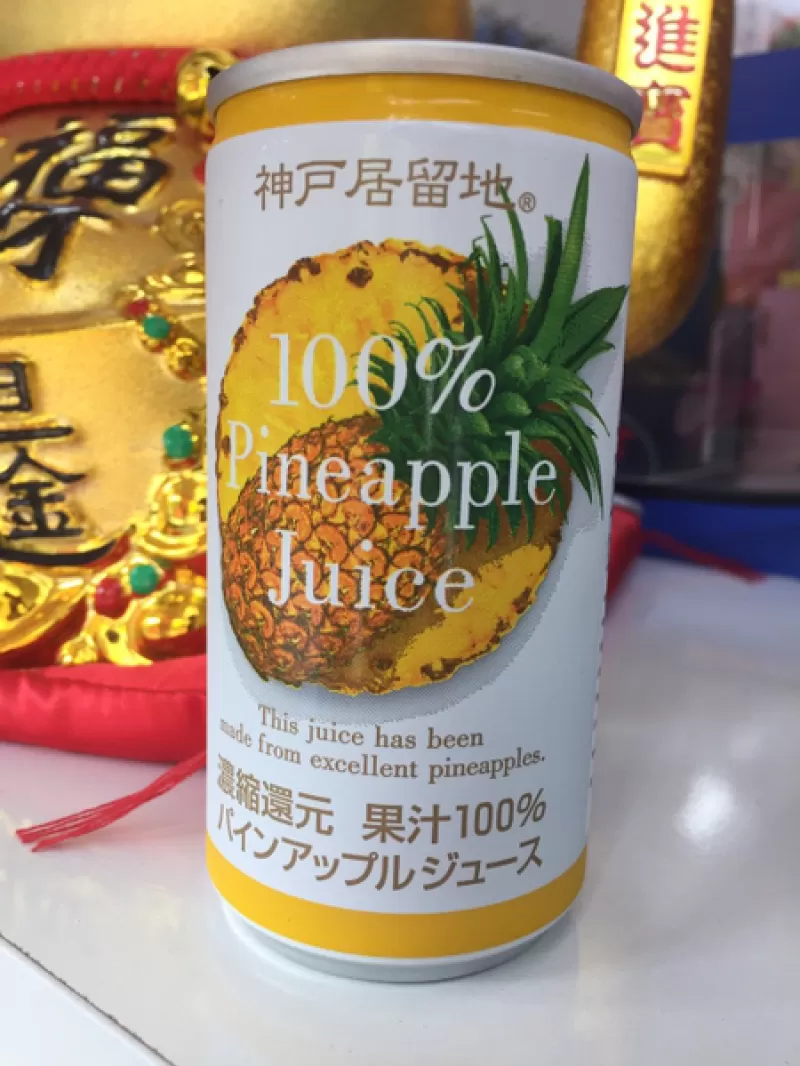 神戸居留地®
100%
Pineapple
Juice
This juice has been
made from excellent pineapples.
濃縮還元 果汁100%
パインアップルジュース
福
進寶
金